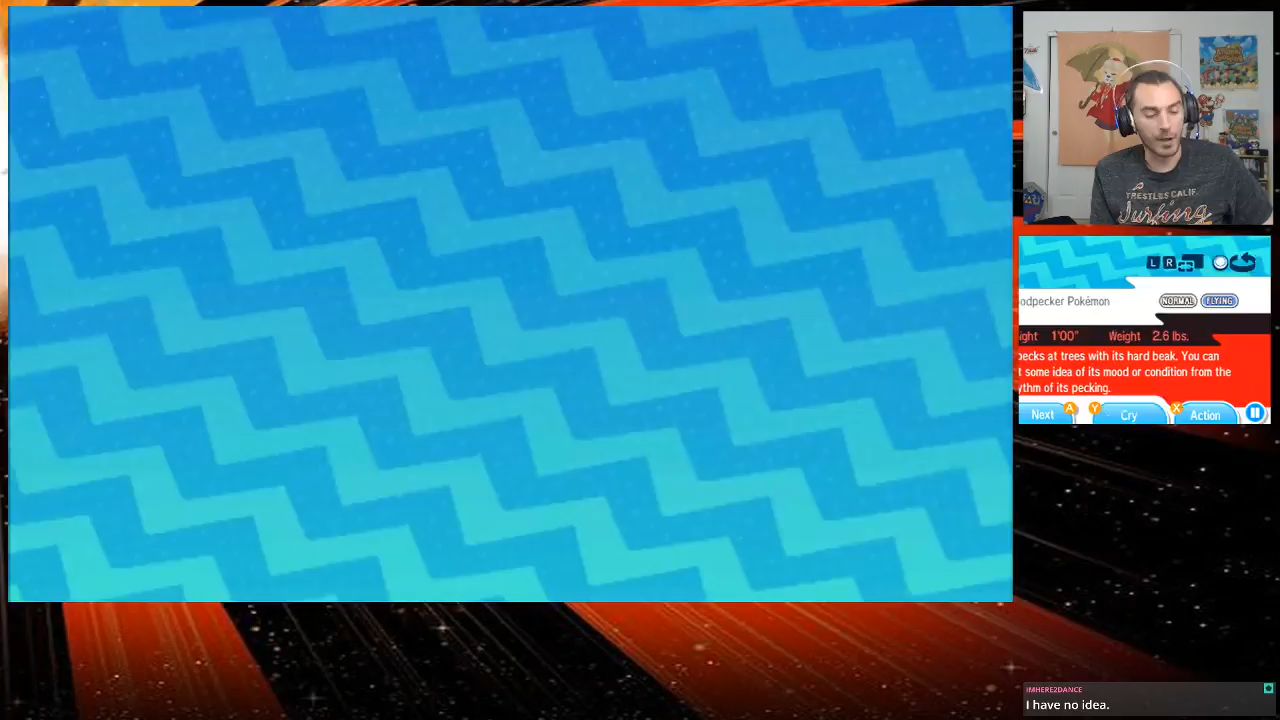 TRESTLES CALIF.
Surfing
L R
odpecker Pokémon NORMAL FLYING
ight 1'00" Weight 2.6 lbs.
pecks at trees with its hard beak. You can
t some idea of its mood or condition from the
ythm of its pecking.
Next A Y Cry X Action
IMHERE2DANCE
I have no idea.